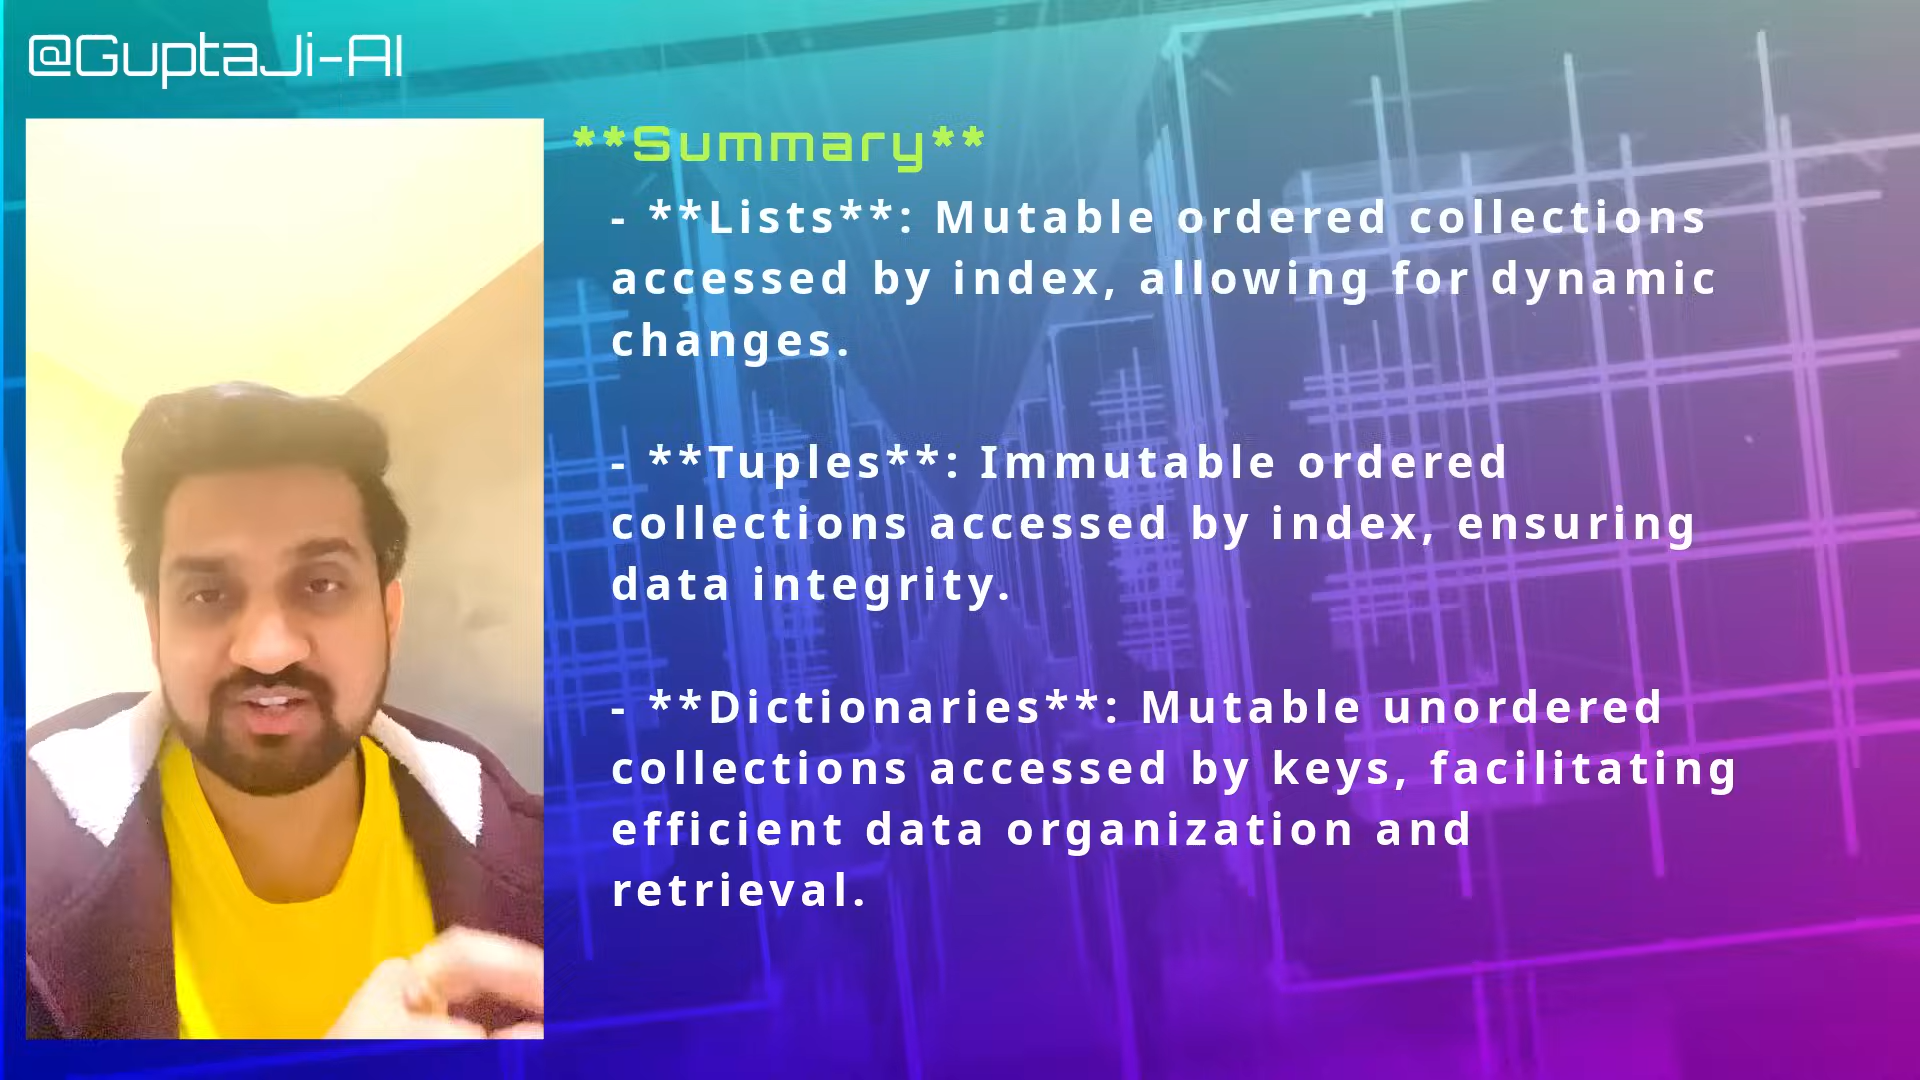 @GuptaJi-AI
**Summary**
- **Lists**: Mutable ordered collections
accessed by index, allowing for dynamic
changes.
- **Tuples**: Immutable ordered
collections accessed by index, ensuring
data integrity.
- **Dictionaries**: Mutable unordered
collections accessed by keys, facilitating
efficient data organization and
retrieval.